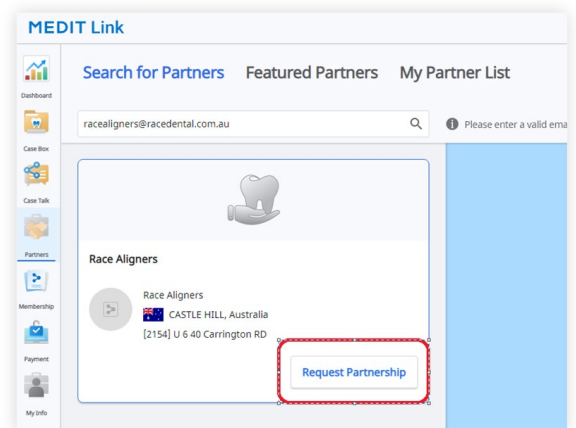 MEDIT Link
Dashboard
Case Box
Case Talk
Partners
Membership
Payment
My Info
Search for Partners Featured Partners My Partner List
racealigners@racedental.com.au
Please enter a valid ema
Race Aligners
Race Aligners
CASTLE HILL, Australia
[2154] U 6 40 Carrington RD
Request Partnership